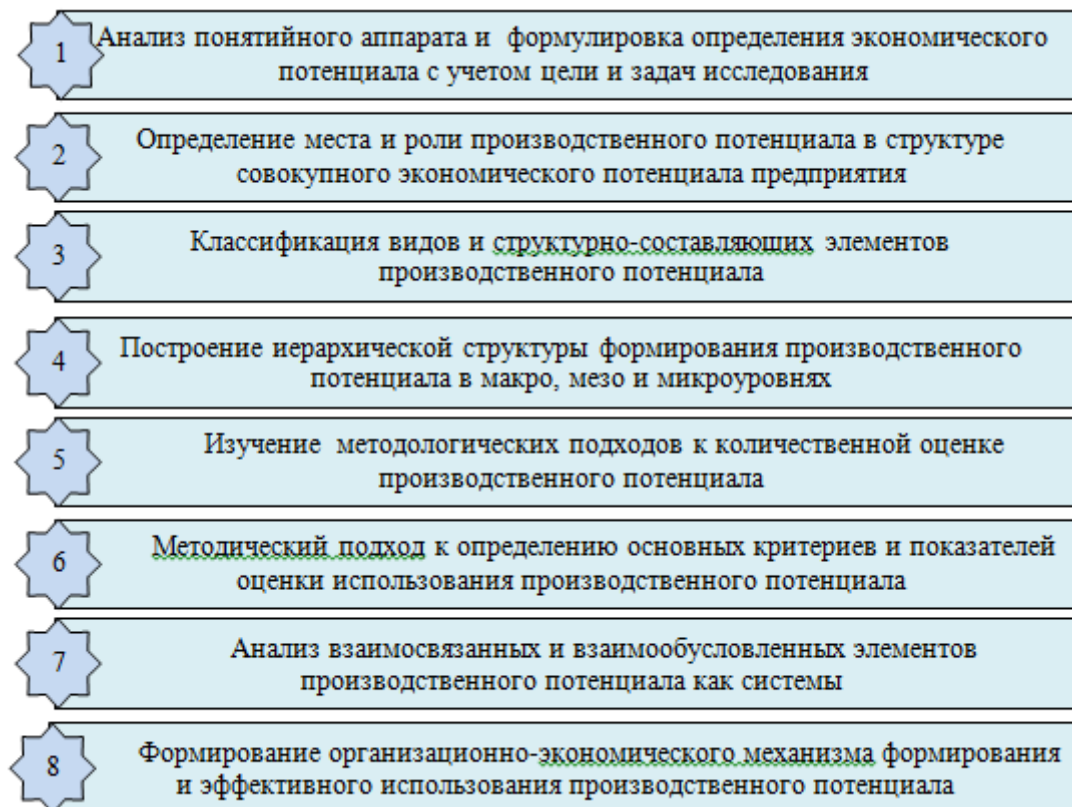 1
Анализ понятийного аппарата и формулировка определения экономического
потенциала с учетом цели и задач исследования
2
Определение места и роли производственного потенциала в структуре
совокупного экономического потенциала предприятия
3
Классификация видов и структурно-составляющих элементов
производственного потенциала
4
Построение иерархической структуры формирования производственного
потенциала в макро, мезо и микроуровнях
5
Изучение методологических подходов к количественной оценке
производственного потенциала
6
Методический подход к определению основных критериев и показателей
оценки использования производственного потенциала
7
Анализ взаимосвязанных и взаимообусловленных элементов
производственного потенциала как системы
8
Формирование организационно-экономического механизма формирования
и эффективного использования производственного потенциала